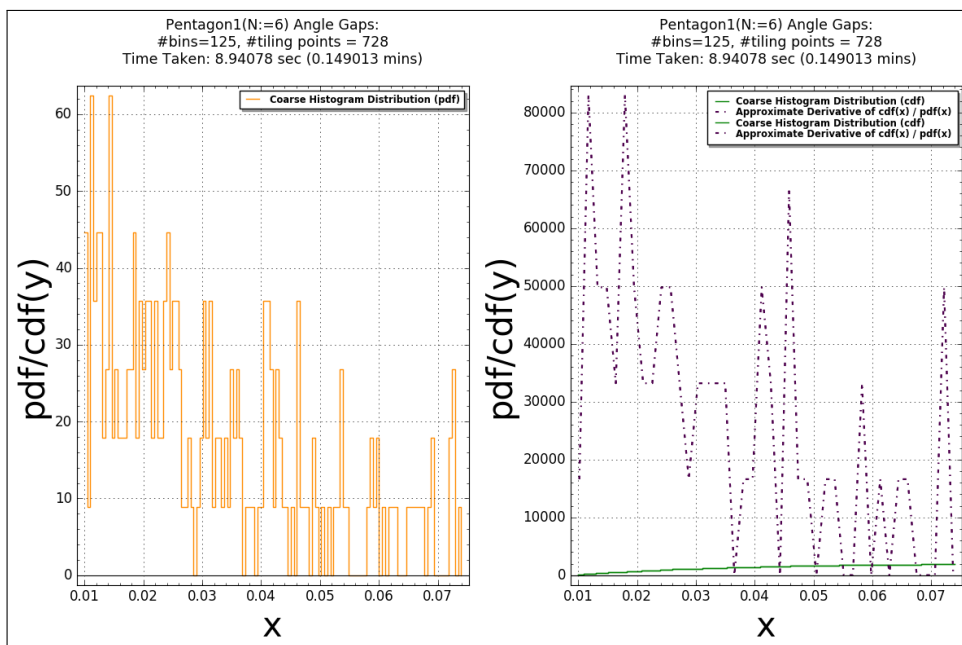 Pentagon1(N:=6) Angle Gaps:
#bins=125, #tiling points = 728
Time Taken: 8.94078 sec (0.149013 mins)
Coarse Histogram Distribution (pdf)
pdf/cdf(y)
60
50
40
30
20
10
0
0.01 0.02 0.03 0.04 0.05 0.06 0.07
x
Pentagon1(N:=6) Angle Gaps:
#bins=125, #tiling points = 728
Time Taken: 8.94078 sec (0.149013 mins)
Coarse Histogram Distribution (cdf)
Approximate Derivative of cdf(x) / pdf(x)
Coarse Histogram Distribution (cdf)
Approximate Derivative of cdf(x) / pdf(x)
pdf/cdf(y)
80000
70000
60000
50000
40000
30000
20000
10000
0
0.01 0.02 0.03 0.04 0.05 0.06 0.07
x